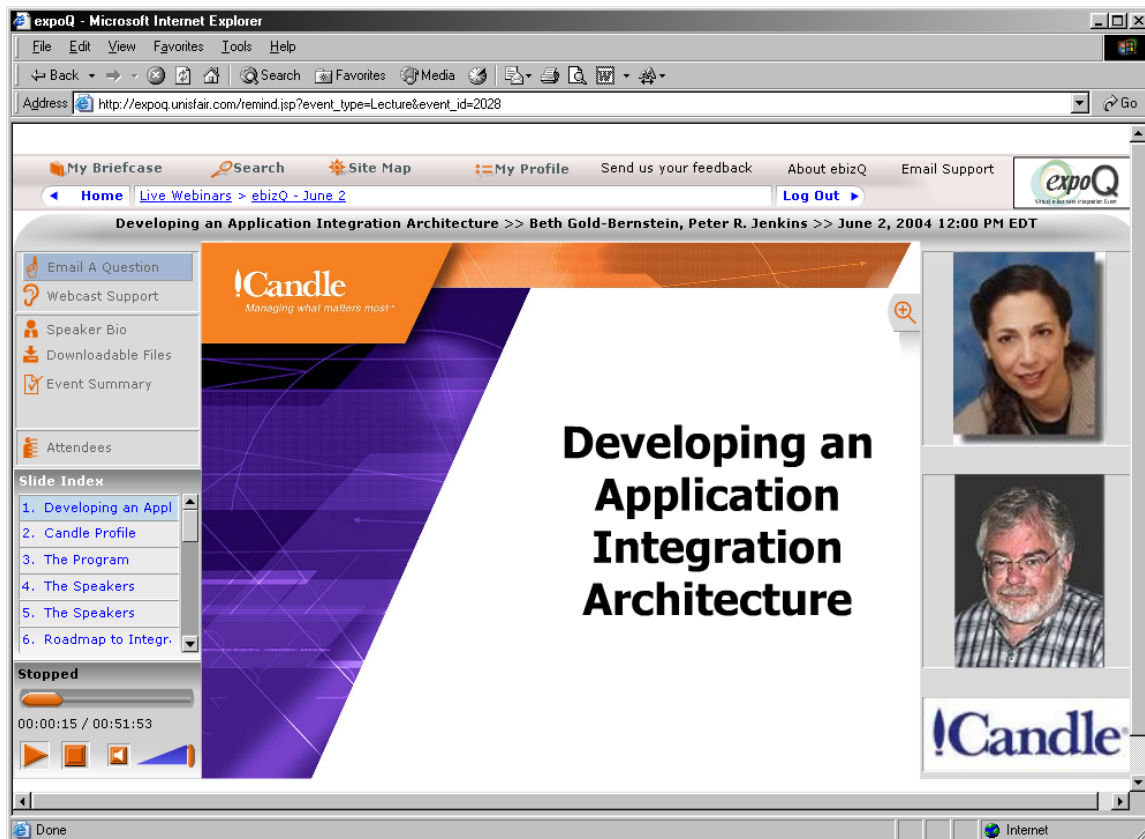 expoQ - Microsoft Internet Explorer
File Edit View Favorites Tools Help
Back Search Favorites Media
Address http://expoq.unisfair.com/remind.jsp?event_type=Lecture&event_id=2028 Go
My Briefcase Search Site Map My Profile Send us your feedback About ebizQ Email Support
expoQ
Virtual e-Business Integration Event
Home Live Webinars > ebizQ - June 2 Log Out
Developing an Application Integration Architecture >> Beth Gold-Bernstein, Peter R. Jenkins >> June 2, 2004 12:00 PM EDT
Email A Question
Webcast Support
Speaker Bio
Downloadable Files
Event Summary
Attendees
Slide Index
1. Developing an Appl
2. Candle Profile
3. The Program
4. The Speakers
5. The Speakers
6. Roadmap to Integr
Stopped
00:00:15 / 00:51:53
!Candle
Managing what matters most™
Developing an
Application
Integration
Architecture
!Candle®
Done Internet